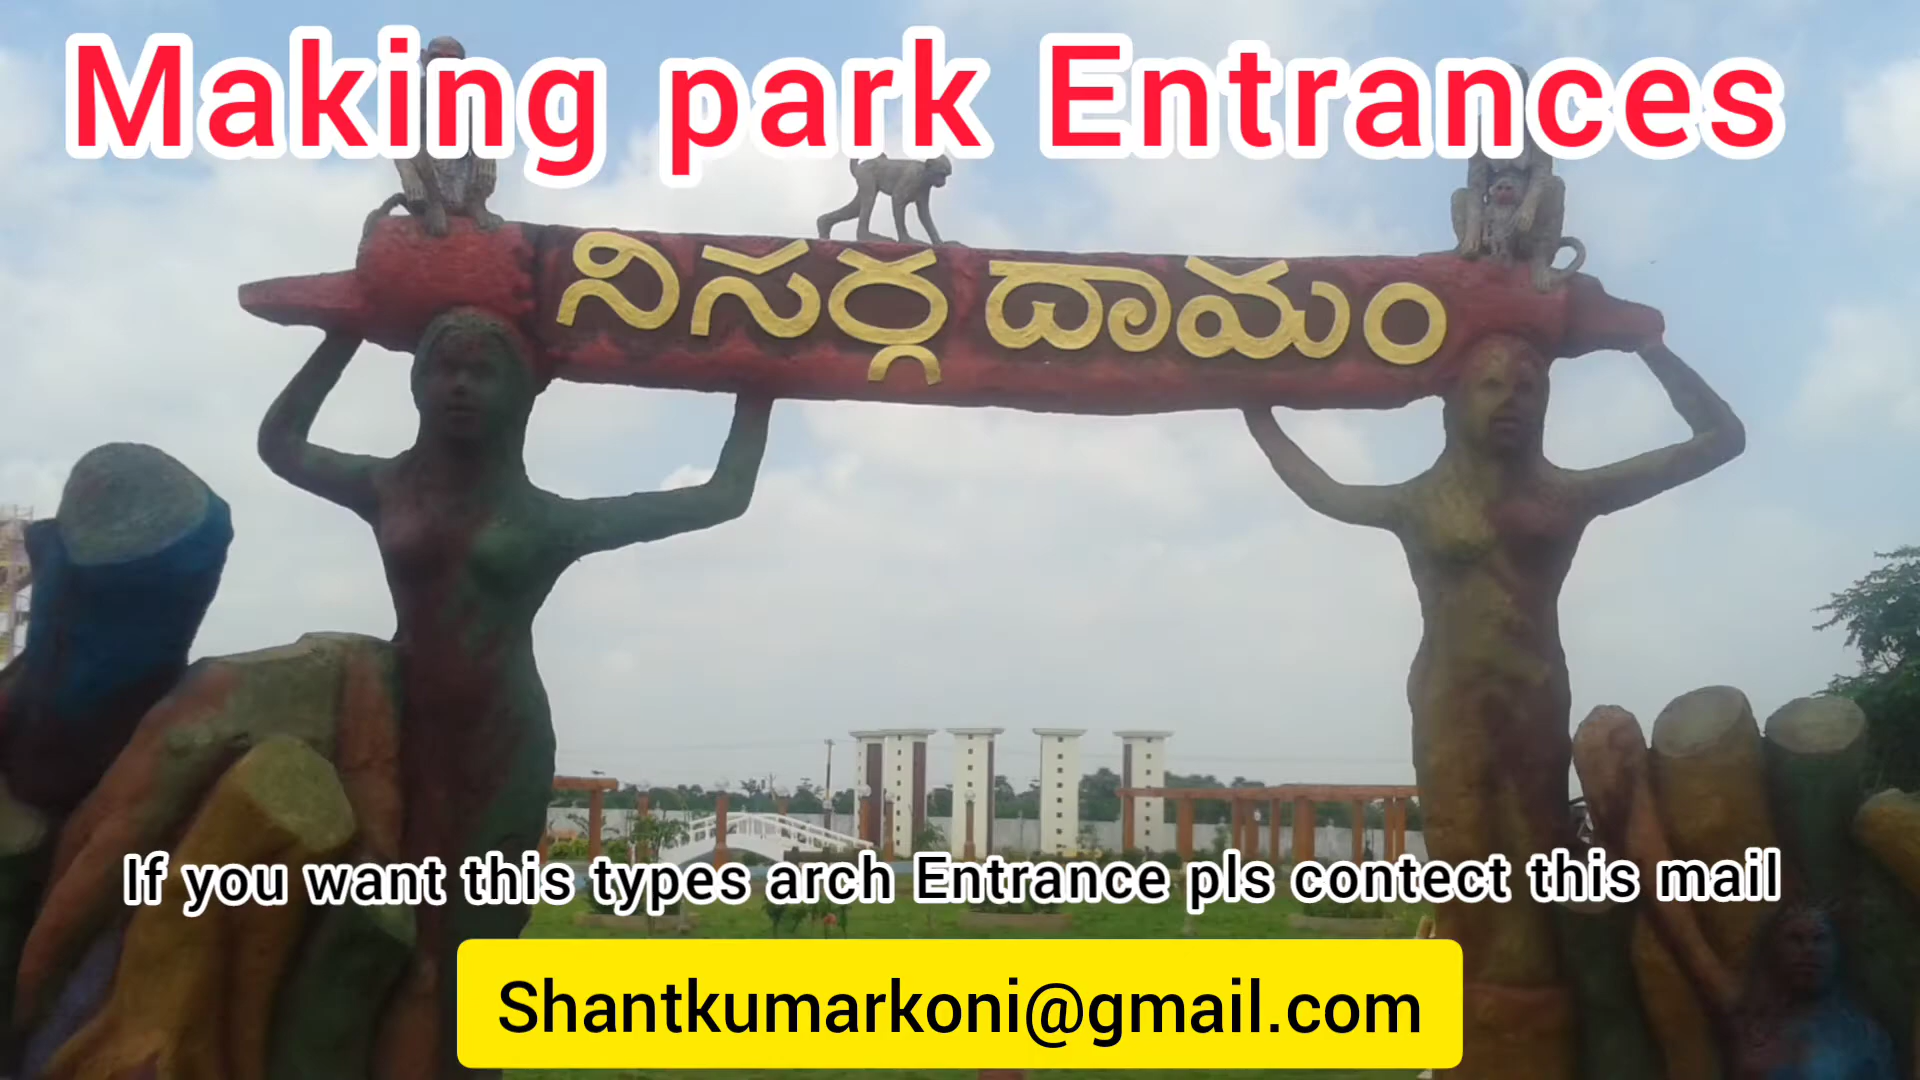 Making park Entrances
నిసర్గ దామం
If you want this types arch Entrance pls contect this mail
Shantkumarkoni@gmail.com